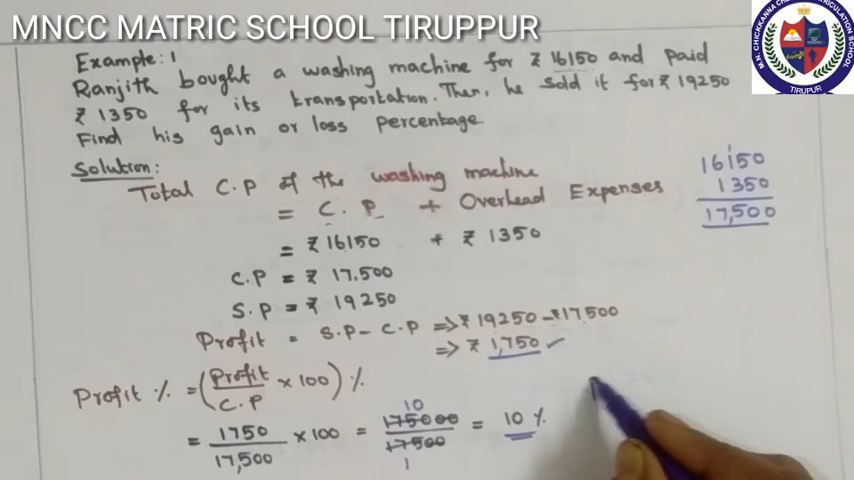 MNCC MATRIC SCHOOL TIRUPPUR
Example: 1
Ranjith bought a washing machine for ₹ 16150 and paid
₹ 1350 for its transportation. Then, he sold it for ₹ 19250
Find his gain or loss percentage.
Solution:
Total C.P of the washing machine
= C.P + Overhead Expenses
= ₹ 16150 + ₹ 1350
C.P = ₹ 17.500
S.P = ₹ 19250
Profit = S.P - C.P => ₹ 19250 - ₹17500
=> ₹ 1,750 ✓
Profit % = (Profit / C.P × 100) %
= 1750 / 17,500 × 100 = 175000 / 17500 = 10 %
10
1
1
16150
1350
17,500
TIRUPUR